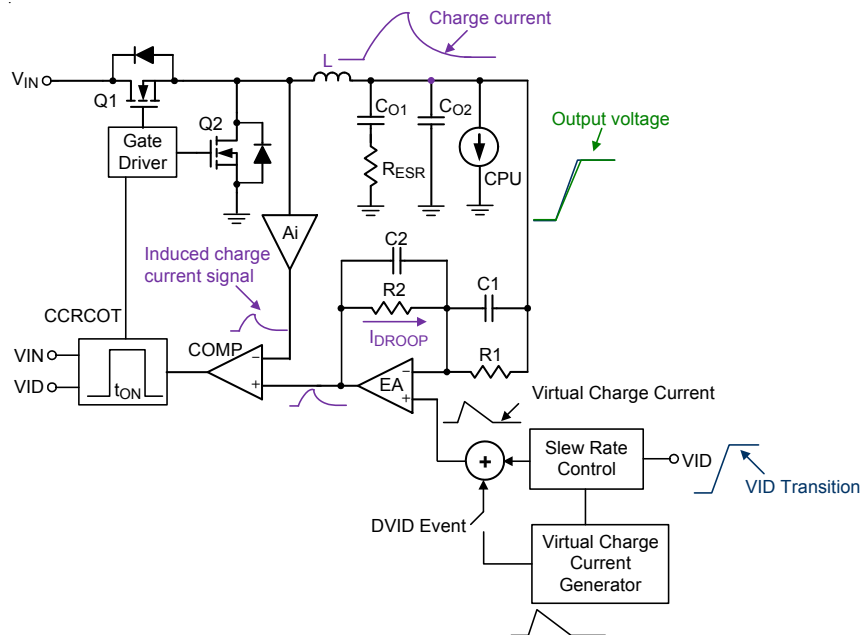 Charge current
L
VIN
Q1
Q2
CO1
CO2
Output voltage
Gate
Driver
RESR
CPU
Ai
C2
Induced charge
current signal
R2
C1
CCRCOT
IDROOP
COMP
R1
VIN
VID
tON
EA
Virtual Charge Current
Slew Rate
Control
VID
VID Transition
DVID Event
Virtual Charge
Current
Generator